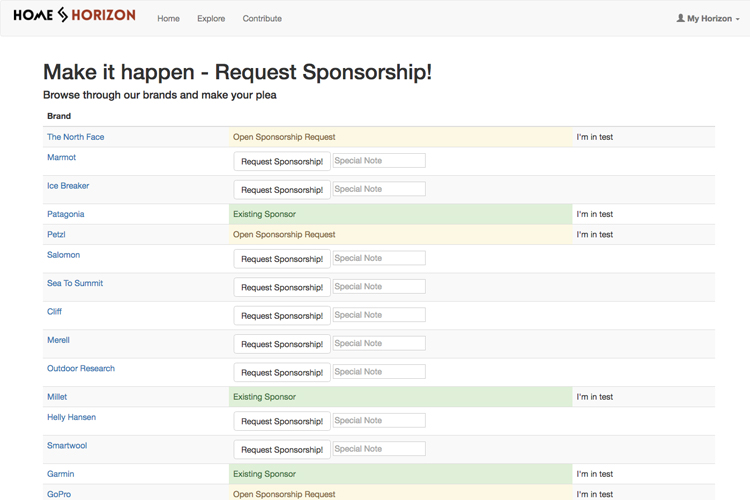 HOME HORIZON Home Explore Contribute My Horizon
Make it happen - Request Sponsorship!
Browse through our brands and make your plea
Brand
The North Face Open Sponsorship Request I'm in test
Marmot Request Sponsorship! Special Note
Ice Breaker Request Sponsorship! Special Note
Patagonia Existing Sponsor I'm in test
Petzl Open Sponsorship Request I'm in test
Salomon Request Sponsorship! Special Note
Sea To Summit Request Sponsorship! Special Note
Cliff Request Sponsorship! Special Note
Merell Request Sponsorship! Special Note
Outdoor Research Request Sponsorship! Special Note
Millet Existing Sponsor I'm in test
Helly Hansen Request Sponsorship! Special Note
Smartwool Request Sponsorship! Special Note
Garmin Existing Sponsor I'm in test
GoPro Open Sponsorship Request I'm in test